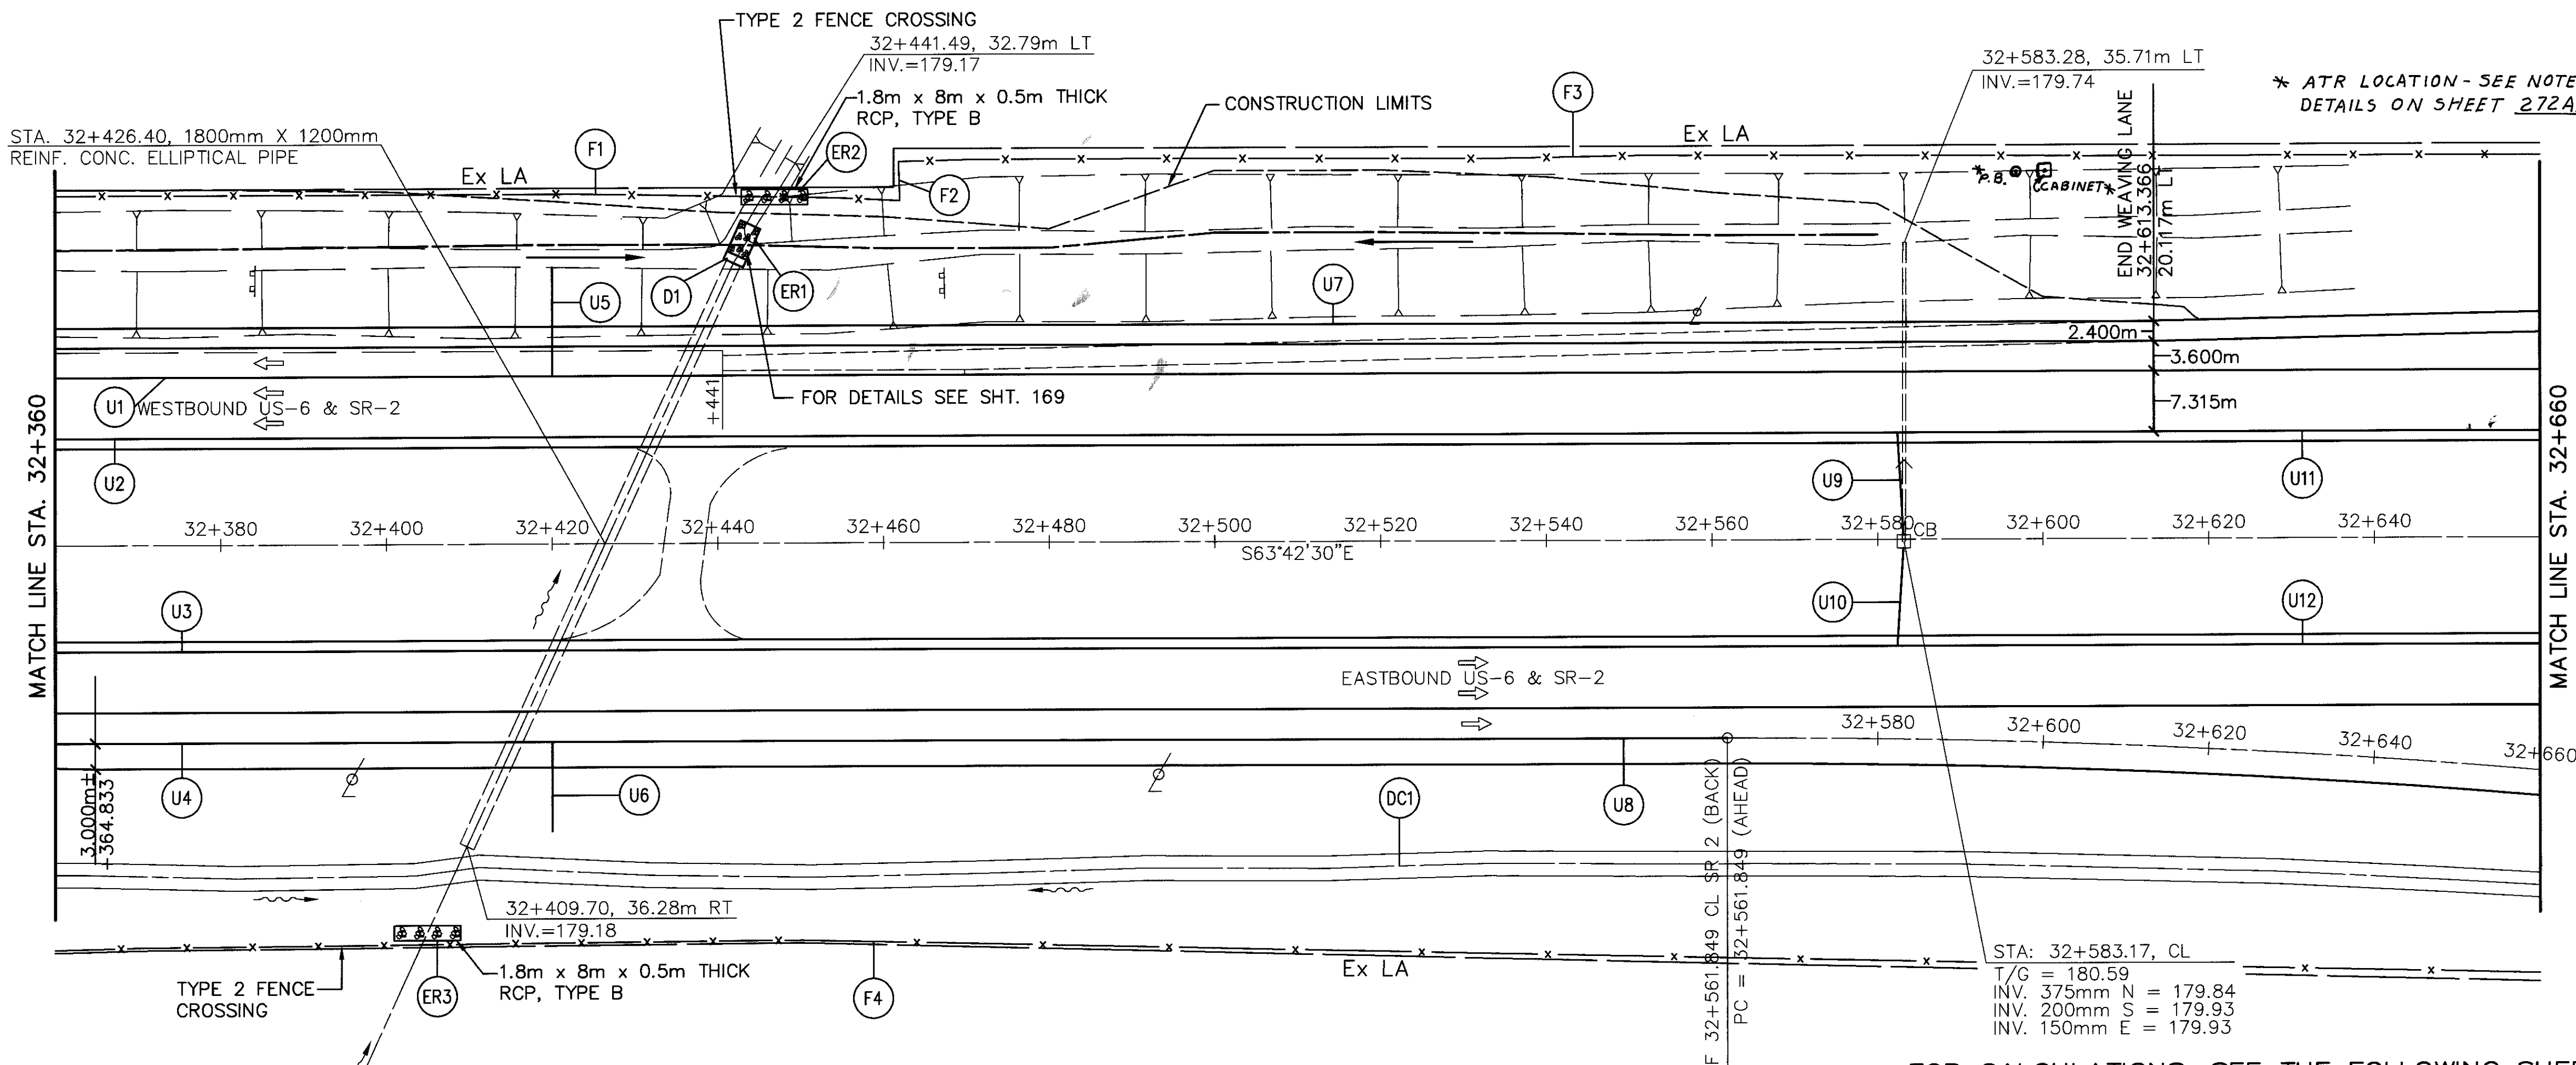 TYPE 2 FENCE CROSSING
32+441.49, 32.79m LT
INV.=179.17
1.8m x 8m x 0.5m THICK
RCP, TYPE B
CONSTRUCTION LIMITS
F3
32+583.28, 35.71m LT
INV.=179.74
* ATR LOCATION - SEE NOTE
DETAILS ON SHEET 272A
STA. 32+426.40, 1800mm X 1200mm
REINF. CONC. ELLIPTICAL PIPE
F1
ER2
Ex LA
Ex LA
F2
*P.B.
CABINET*
END WEAVING LANE
32+613.366
20.117m LT
D1
ER1
U5
U7
2.400m
3.600m
7.315m
+441
FOR DETAILS SEE SHT. 169
U1
WESTBOUND US-6 & SR-2
U2
U9
U11
MATCH LINE STA. 32+360
MATCH LINE STA. 32+660
32+380
32+400
32+420
32+440
32+460
32+480
32+500
32+520
32+540
32+560
32+580
32+600
32+620
32+640
S63°42'30"E
CB
U3
U10
U12
EASTBOUND US-6 & SR-2
32+580
32+600
32+620
32+640
32+660
U4
U6
DC1
U8
3.000m±
+364.833
F 32+561.849 CL SR 2 (BACK)
PC = 32+561.849 (AHEAD)
32+409.70, 36.28m RT
INV.=179.18
1.8m x 8m x 0.5m THICK
RCP, TYPE B
TYPE 2 FENCE
CROSSING
ER3
F4
Ex LA
STA: 32+583.17, CL
T/G = 180.59
INV. 375mm N = 179.84
INV. 200mm S = 179.93
INV. 150mm E = 179.93
FOR CALCULATIONS, SEE THE FOLLOWING SHEE